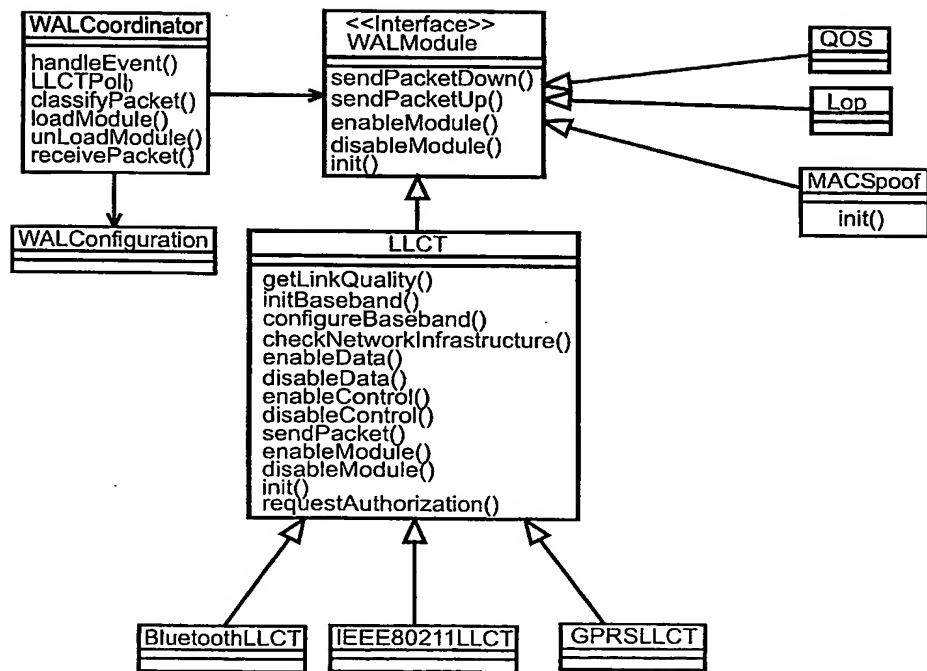 WALCoordinator
handleEvent()
LLCTPoll()
classifyPacket()
loadModule()
unLoadModule()
receivePacket()
<<Interface>>
WALModule
sendPacketDown()
sendPacketUp()
enableModule()
disableModule()
init()
QOS
Lop
MACSpoof
init()
WALConfiguration
LLCT
getLinkQuality()
initBaseband()
configureBaseband()
checkNetworkInfrastructure()
enableData()
disableData()
enableControl()
disableControl()
sendPacket()
enableModule()
disableModule()
init()
requestAuthorization()
BluetoothLLCT
IEEE80211LLCT
GPRSLLCT